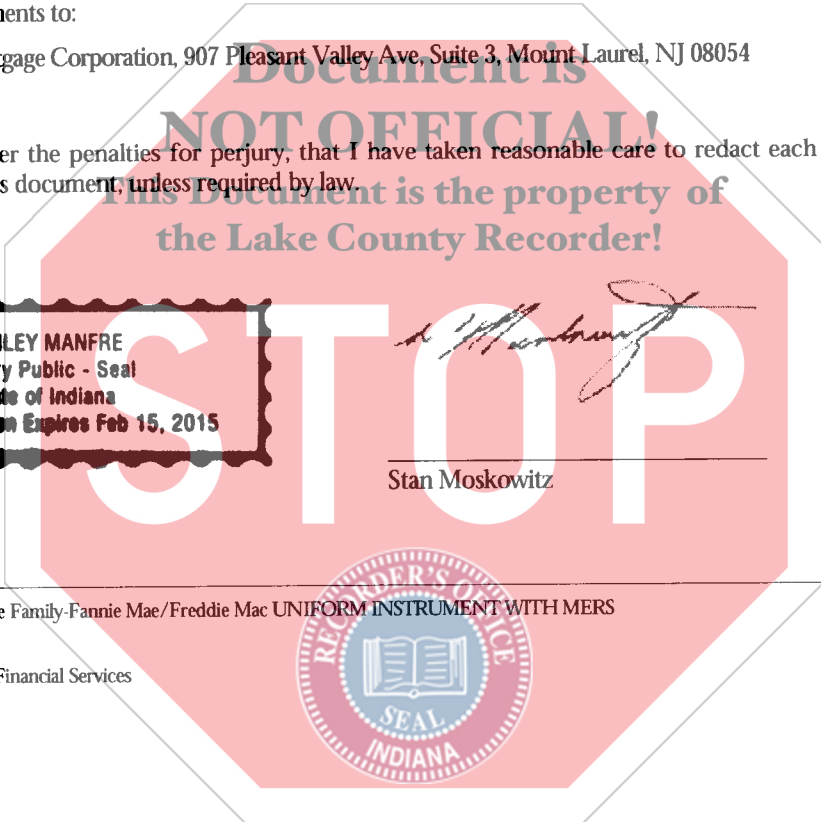 ents to:
gage Corporation, 907 Pleasant Valley Ave, Suite 3, Mount Laurel, NJ 08054
Document is
NOT OFFICIAL!
er the penalties for perjury, that I have taken reasonable care to redact each
s document, unless required by law.
This Document is the property of
the Lake County Recorder!
STOP
LEY MANFRE
y Public - Seal
te of Indiana
n Expires Feb 15, 2015
Stan Moskowitz
e Family-Fannie Mae/Freddie Mac UNIFORM INSTRUMENT WITH MERS
Financial Services
RECORDER'S OFFICE
SEAL
INDIANA